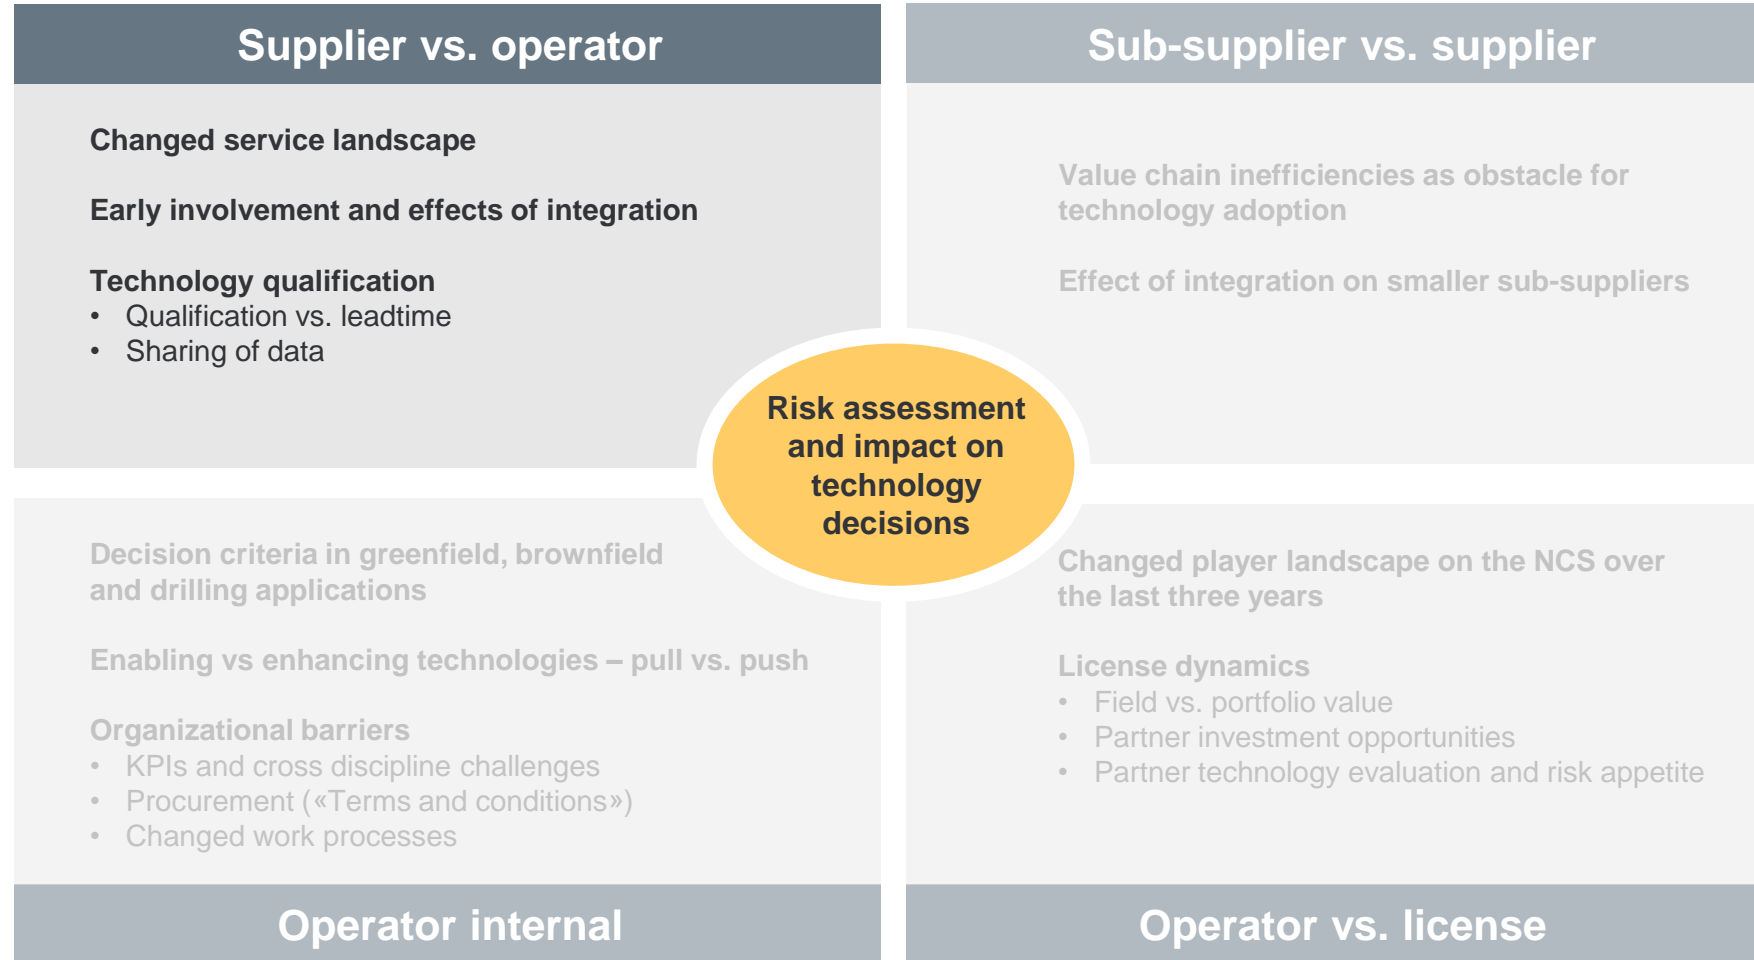 Supplier vs. operator
Changed service landscape
Early involvement and effects of integration
Technology qualification
• Qualification vs. leadtime
• Sharing of data
Sub-supplier vs. supplier
Value chain inefficiencies as obstacle for
technology adoption
Effect of integration on smaller sub-suppliers
Risk assessment
and impact on
technology
decisions
Decision criteria in greenfield, brownfield
and drilling applications
Enabling vs enhancing technologies – pull vs. push
Organizational barriers
• KPIs and cross discipline challenges
• Procurement («Terms and conditions»)
• Changed work processes
Operator internal
Changed player landscape on the NCS over
the last three years
License dynamics
• Field vs. portfolio value
• Partner investment opportunities
• Partner technology evaluation and risk appetite
Operator vs. license